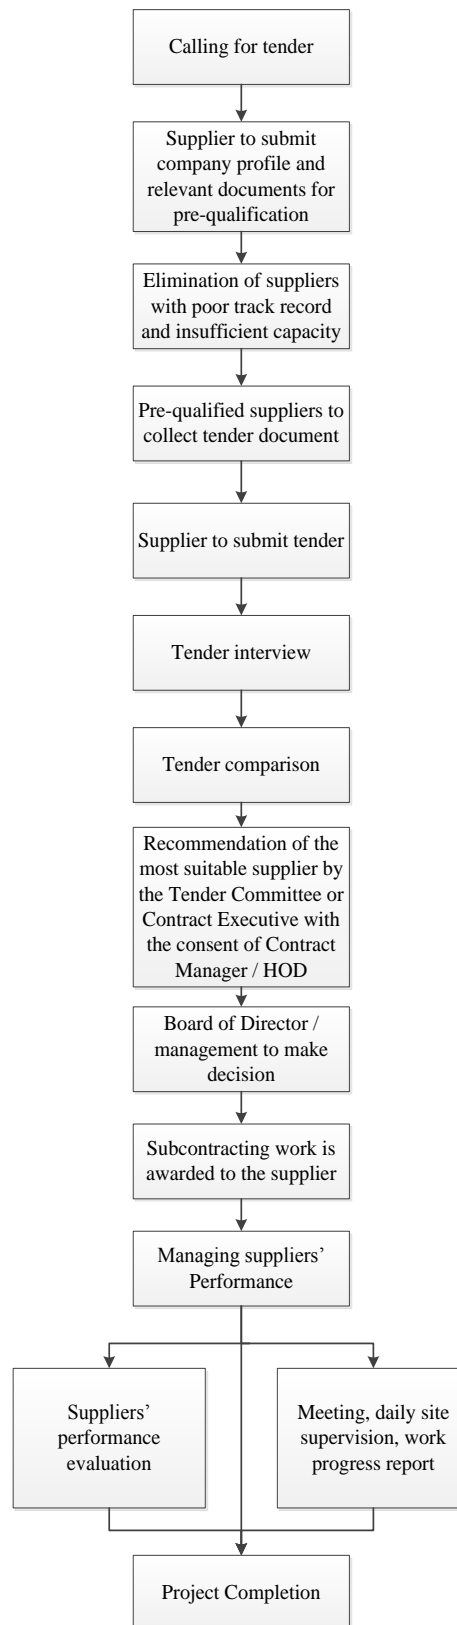 Calling for tender
Supplier to submit
company profile and
relevant documents for
pre-qualification
Elimination of suppliers
with poor track record
and insufficient capacity
Pre-qualified suppliers to
collect tender document
Supplier to submit tender
Tender interview
Tender comparison
Recommendation of the
most suitable supplier by
the Tender Committee or
Contract Executive with
the consent of Contract
Manager / HOD
Board of Director /
management to make
decision
Subcontracting work is
awarded to the supplier
Managing suppliers’
Performance
Suppliers’
performance
evaluation
Meeting, daily site
supervision, work
progress report
Project Completion